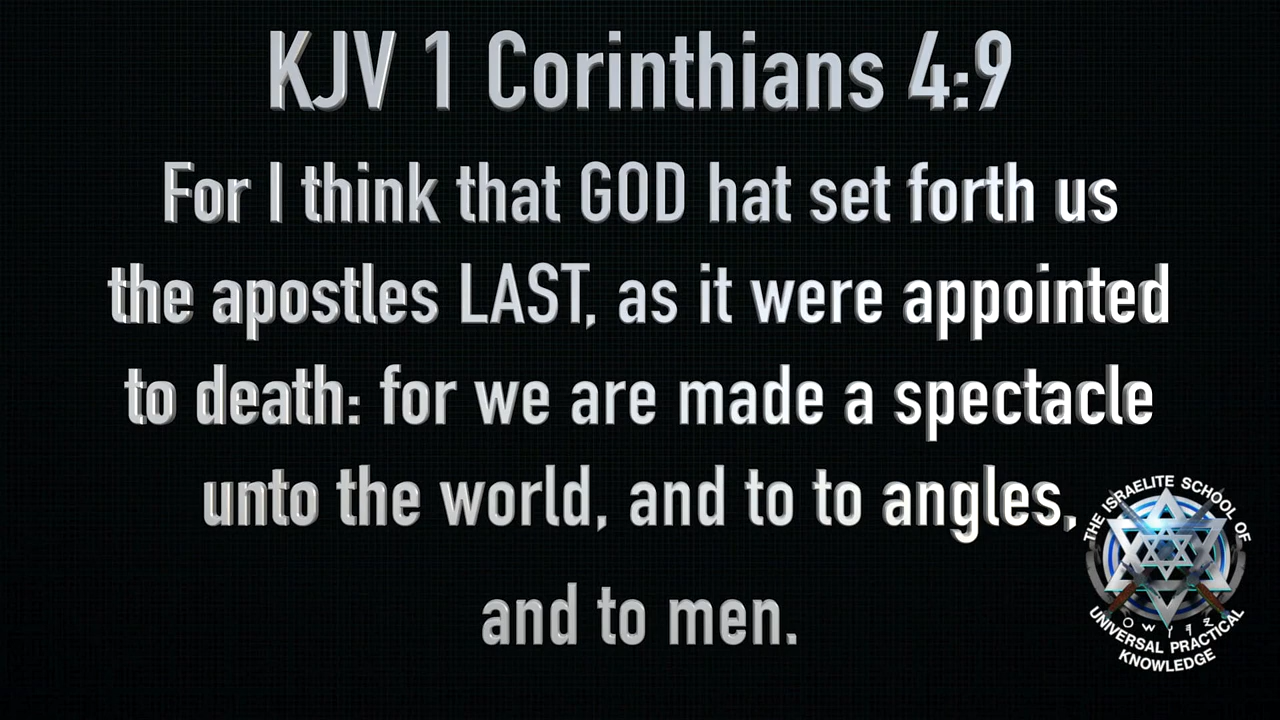 KJV 1 Corinthians 4:9
For I think that GOD hat set forth us
the apostles LAST, as it were appointed
to death: for we are made a spectacle
unto the world, and to to angles,
and to men.
THE ISRAELITE SCHOOL OF
UNIVERSAL PRACTICAL
KNOWLEDGE